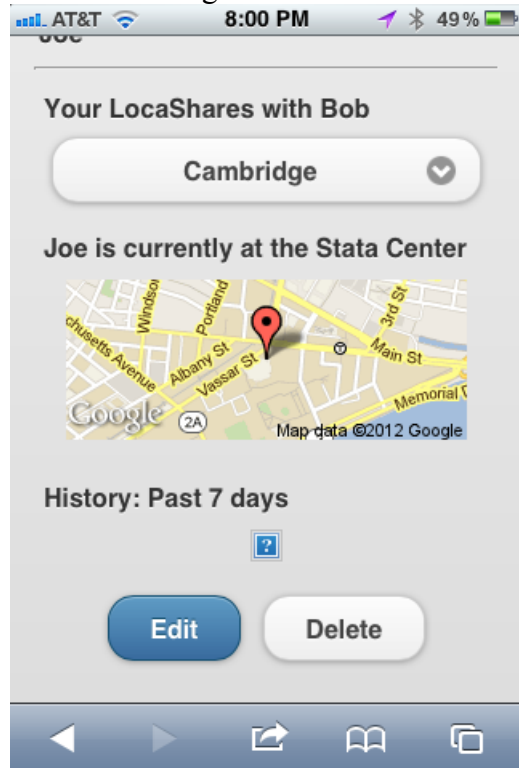 AT&T 8:00 PM 49%
Joe
Your LocaShares with Bob
Cambridge
Joe is currently at the Stata Center
Windsor
Portland
3rd St
chusetts Avenue
Albany St
Main St
Vassar St
Memorial D
Google 2A
Map data ©2012 Google
History: Past 7 days
?
Edit Delete